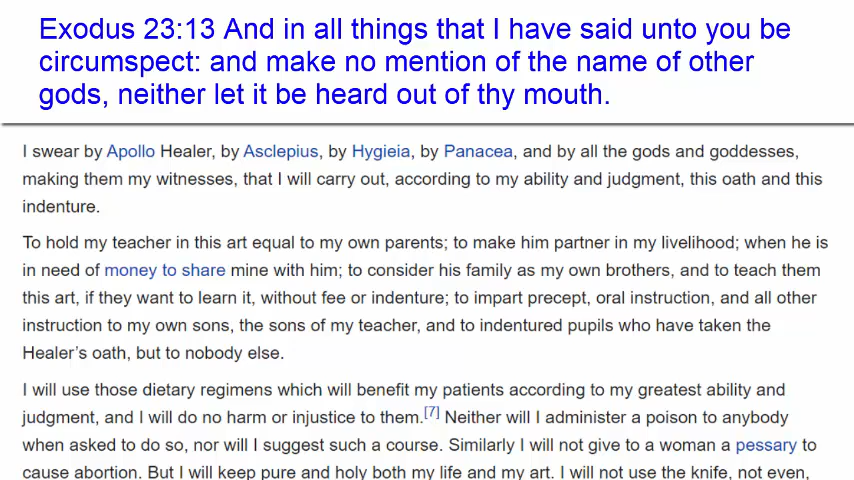 Exodus 23:13 And in all things that I have said unto you be
circumspect: and make no mention of the name of other
gods, neither let it be heard out of thy mouth.
I swear by Apollo Healer, by Asclepius, by Hygieia, by Panacea, and by all the gods and goddesses,
making them my witnesses, that I will carry out, according to my ability and judgment, this oath and this
indenture.
To hold my teacher in this art equal to my own parents; to make him partner in my livelihood; when he is
in need of money to share mine with him; to consider his family as my own brothers, and to teach them
this art, if they want to learn it, without fee or indenture; to impart precept, oral instruction, and all other
instruction to my own sons, the sons of my teacher, and to indentured pupils who have taken the
Healer's oath, but to nobody else.
I will use those dietary regimens which will benefit my patients according to my greatest ability and
judgment, and I will do no harm or injustice to them.[7] Neither will I administer a poison to anybody
when asked to do so, nor will I suggest such a course. Similarly I will not give to a woman a pessary to
cause abortion. But I will keep pure and holy both my life and my art. I will not use the knife, not even,